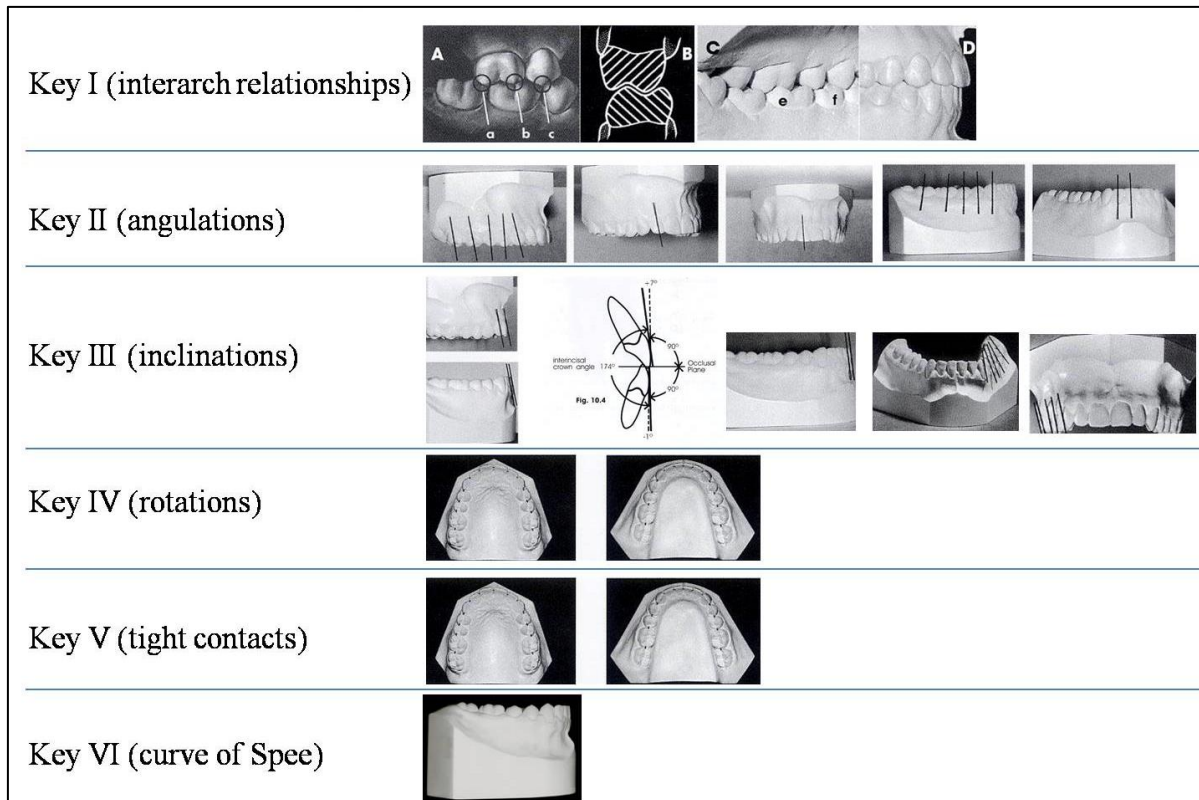 Key I (interarch relationships)
A
B
C
D
a
b
c
e
f
Key II (angulations)
Key III (inclinations)
+7°
90°
interincisal
crown angle
174°
Occlusal
Plane
Fig. 10.4
90°
-1°
Key IV (rotations)
Key V (tight contacts)
Key VI (curve of Spee)